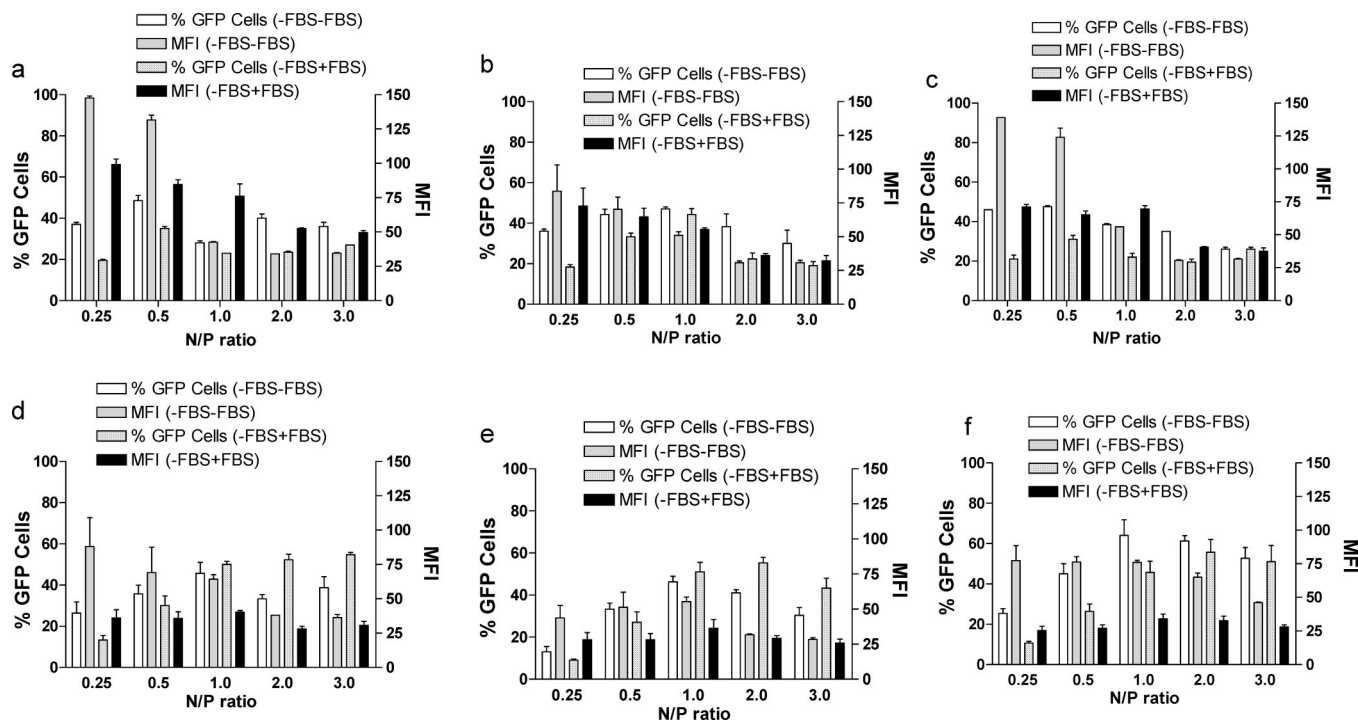 a
% GFP Cells (-FBS-FBS)
MFI (-FBS-FBS)
% GFP Cells (-FBS+FBS)
MFI (-FBS+FBS)
% GFP Cells
100
80
60
40
20
0
150
125
100
75
50
25
0
MFI
0.25 0.5 1.0 2.0 3.0
N/P ratio
b
% GFP Cells (-FBS-FBS)
MFI (-FBS-FBS)
% GFP Cells (-FBS+FBS)
MFI (-FBS+FBS)
% GFP Cells
100
80
60
40
20
0
150
125
100
75
50
25
0
MFI
0.25 0.5 1.0 2.0 3.0
N/P ratio
c
% GFP Cells (-FBS-FBS)
MFI (-FBS-FBS)
% GFP Cells (-FBS+FBS)
MFI (-FBS+FBS)
% GFP Cells
100
80
60
40
20
0
150
125
100
75
50
25
0
MFI
0.25 0.5 1.0 2.0 3.0
N/P ratio
d
% GFP Cells (-FBS-FBS)
MFI (-FBS-FBS)
% GFP Cells (-FBS+FBS)
MFI (-FBS+FBS)
% GFP Cells
100
80
60
40
20
0
150
125
100
75
50
25
0
MFI
0.25 0.5 1.0 2.0 3.0
N/P ratio
e
% GFP Cells (-FBS-FBS)
MFI (-FBS-FBS)
% GFP Cells (-FBS+FBS)
MFI (-FBS+FBS)
% GFP Cells
100
80
60
40
20
0
150
125
100
75
50
25
0
MFI
0.25 0.5 1.0 2.0 3.0
N/P ratio
f
% GFP Cells (-FBS-FBS)
MFI (-FBS-FBS)
% GFP Cells (-FBS+FBS)
MFI (-FBS+FBS)
% GFP Cells
100
80
60
40
20
0
150
125
100
75
50
25
0
MFI
0.25 0.5 1.0 2.0 3.0
N/P ratio